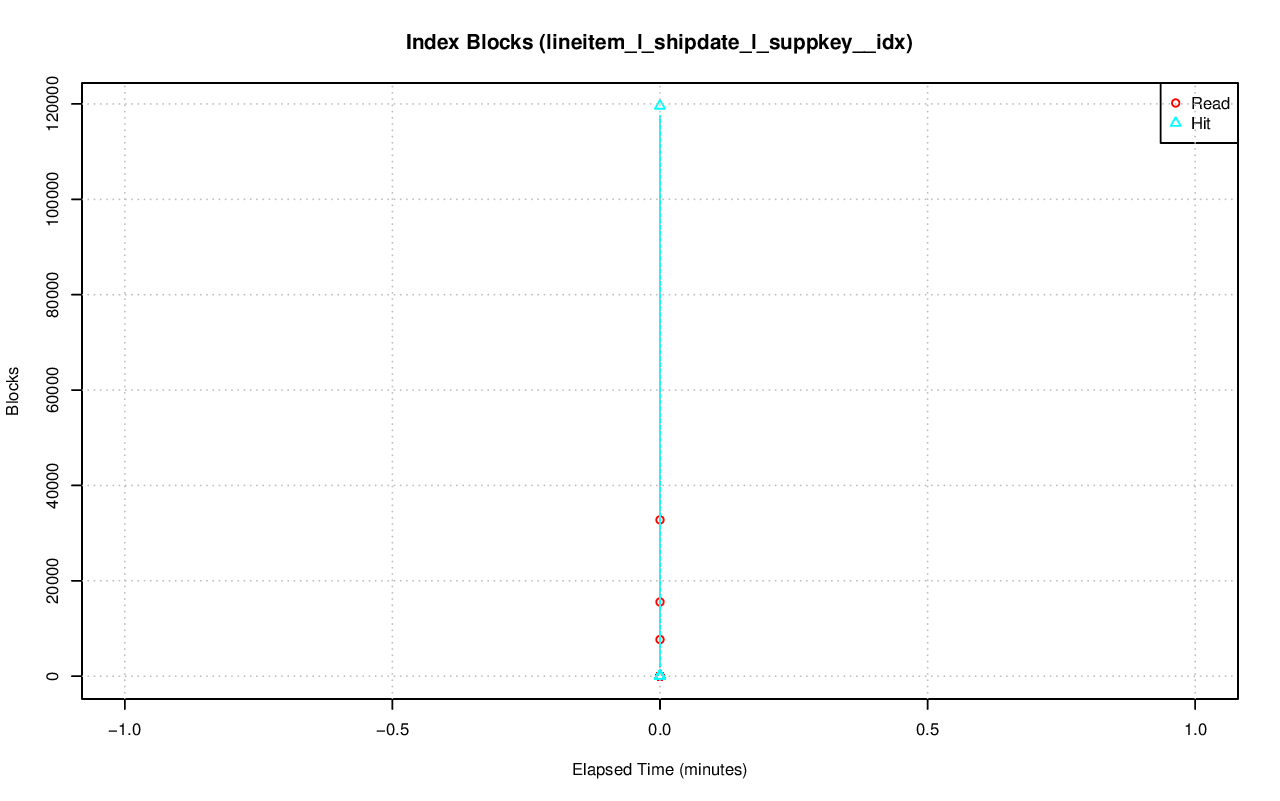 Index Blocks (lineitem_l_shipdate_l_suppkey__idx)
Read
Hit
120000
100000
80000
60000
40000
20000
0
Blocks
−1.0
−0.5
0.0
0.5
1.0
Elapsed Time (minutes)